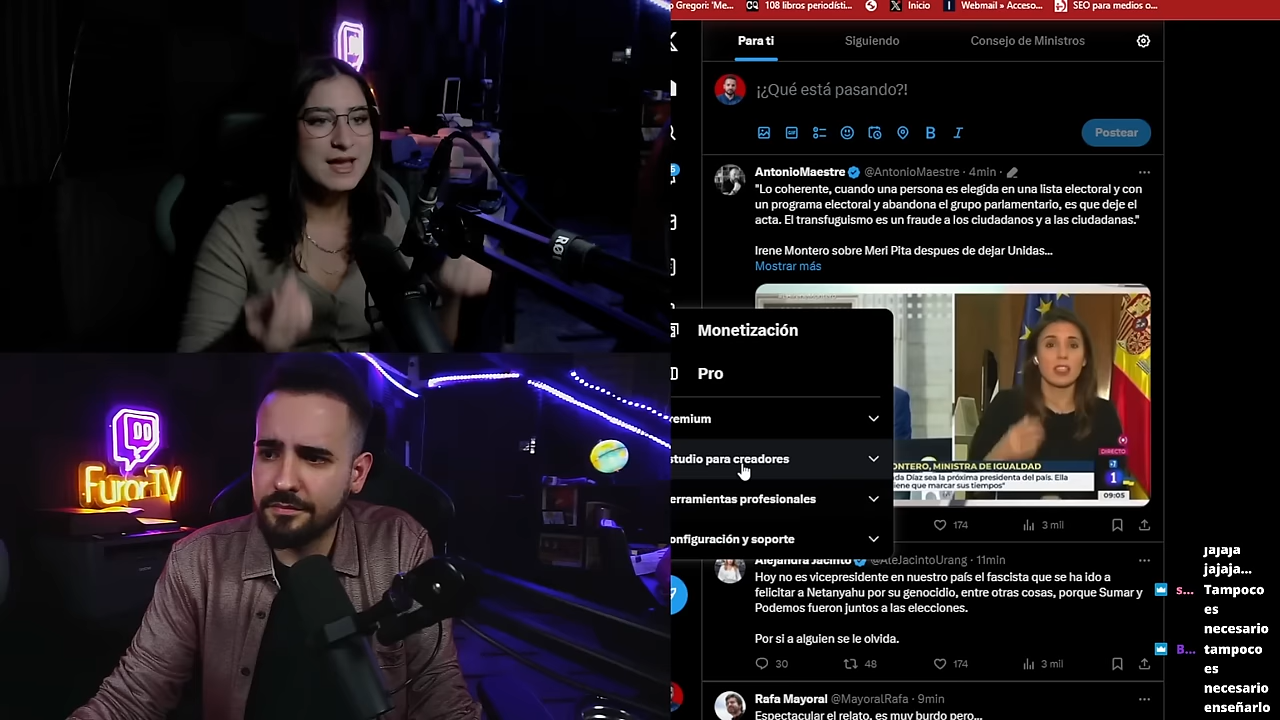 o Gregori: 'Me...
108 libros periodísti...
Inicio
Webmail » Acceso...
SEO para medios o...
Para ti
Siguiendo
Consejo de Ministros
¡¿Qué está pasando?!
Postear
AntonioMaestre @AntonioMaestre · 4min ·
"Lo coherente, cuando una persona es elegida en una lista electoral y con
un programa electoral y abandona el grupo parlamentario, es que deje el
acta. El transfuguismo es un fraude a los ciudadanos y a las ciudadanas."
Irene Montero sobre Meri Pita despues de dejar Unidas...
Mostrar más
Monetización
Pro
remium
studio para creadores
erramientas profesionales
onfiguración y soporte
DIRECTO
ONTERO, MINISTRA DE IGUALDAD
da Díaz sea la próxima presidenta del país. Ella
iene que marcar sus tiempos"
1
09:05
174
3 mil
Alejandra Jacinto @AleJacintoUrang · 11min
Hoy no es vicepresidente en nuestro país el fascista que se ha ido a
felicitar a Netanyahu por su genocidio, entre otras cosas, porque Sumar y
Podemos fueron juntos a las elecciones.
Por si a alguien se le olvida.
30
48
174
3 mil
Rafa Mayoral @MayoralRafa · 9min
Espectacular el relato, es muy burdo pero...
jajaja
jajaja...
s... Tampoco
es
necesario
B... tampoco
es
necesario
enseñarlo
FurorTV
RØ